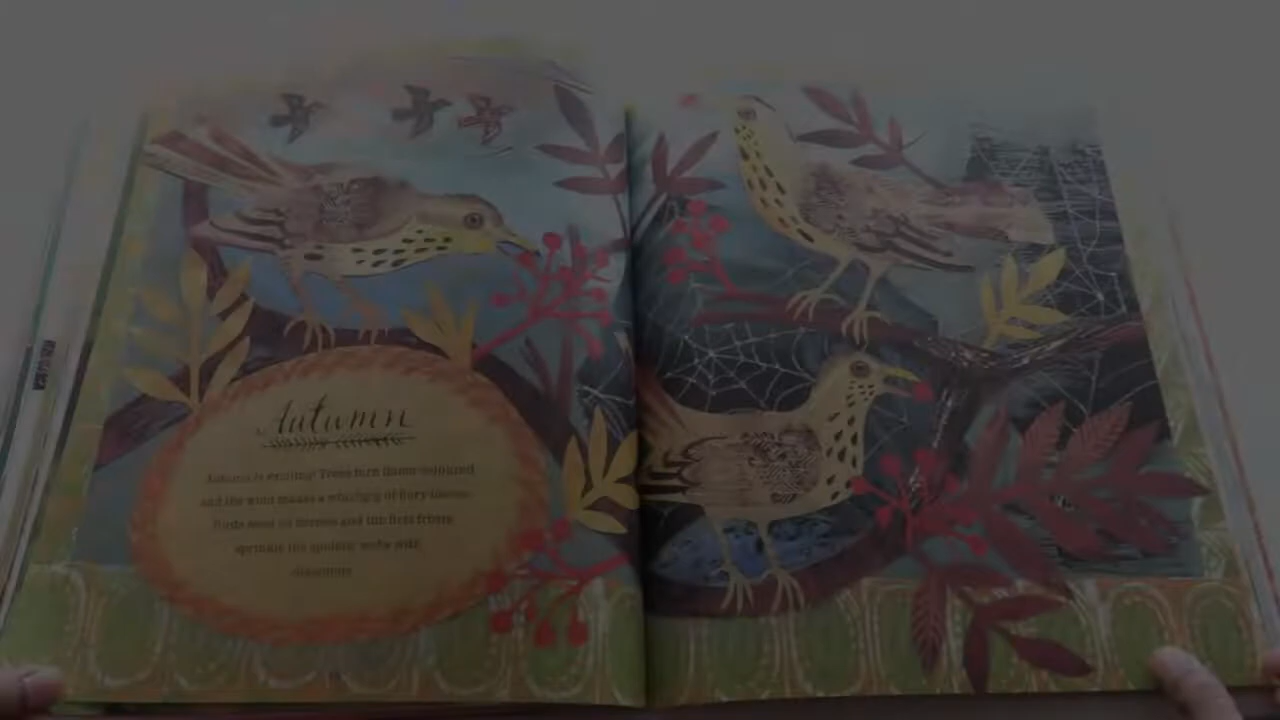 Autumn
Autumn is exciting! Trees turn flame-coloured
and the wind makes a whirligig of fiery leaves.
Birds feed on berries and the first frosts
sprinkle the spiders' webs with
diamonds.